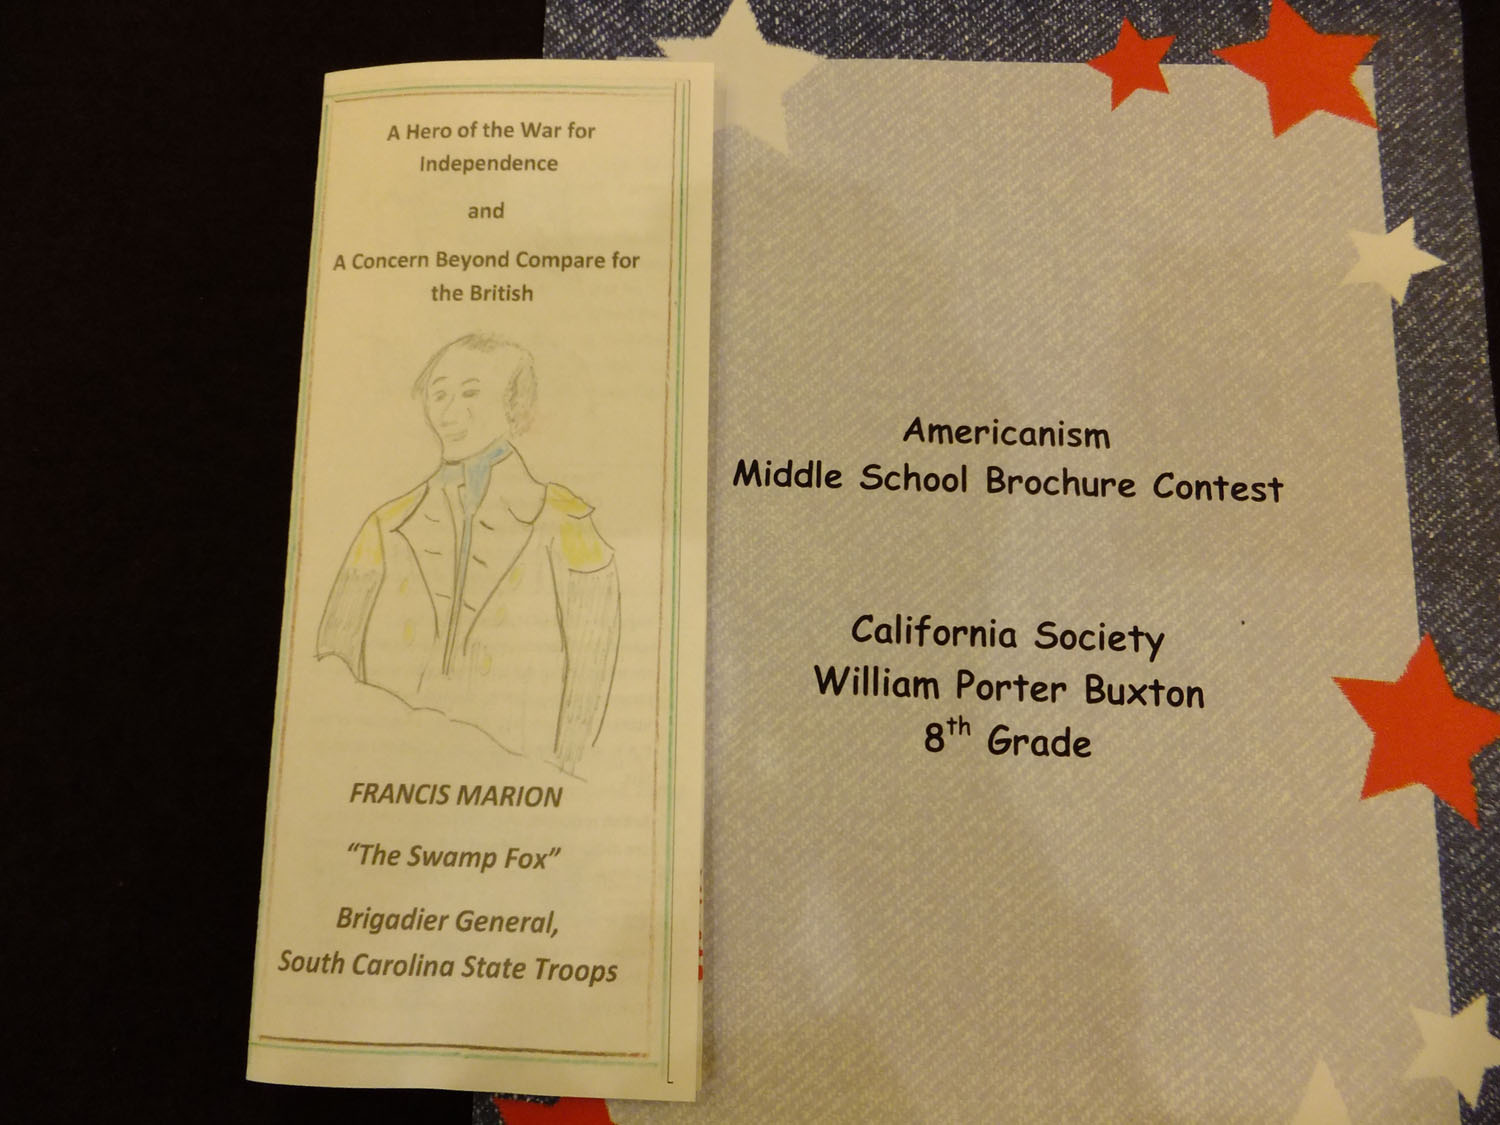 A Hero of the War for
Independence
and
A Concern Beyond Compare for
the British
FRANCIS MARION
“The Swamp Fox”
Brigadier General,
South Carolina State Troops
Americanism
Middle School Brochure Contest
California Society
William Porter Buxton
8th Grade